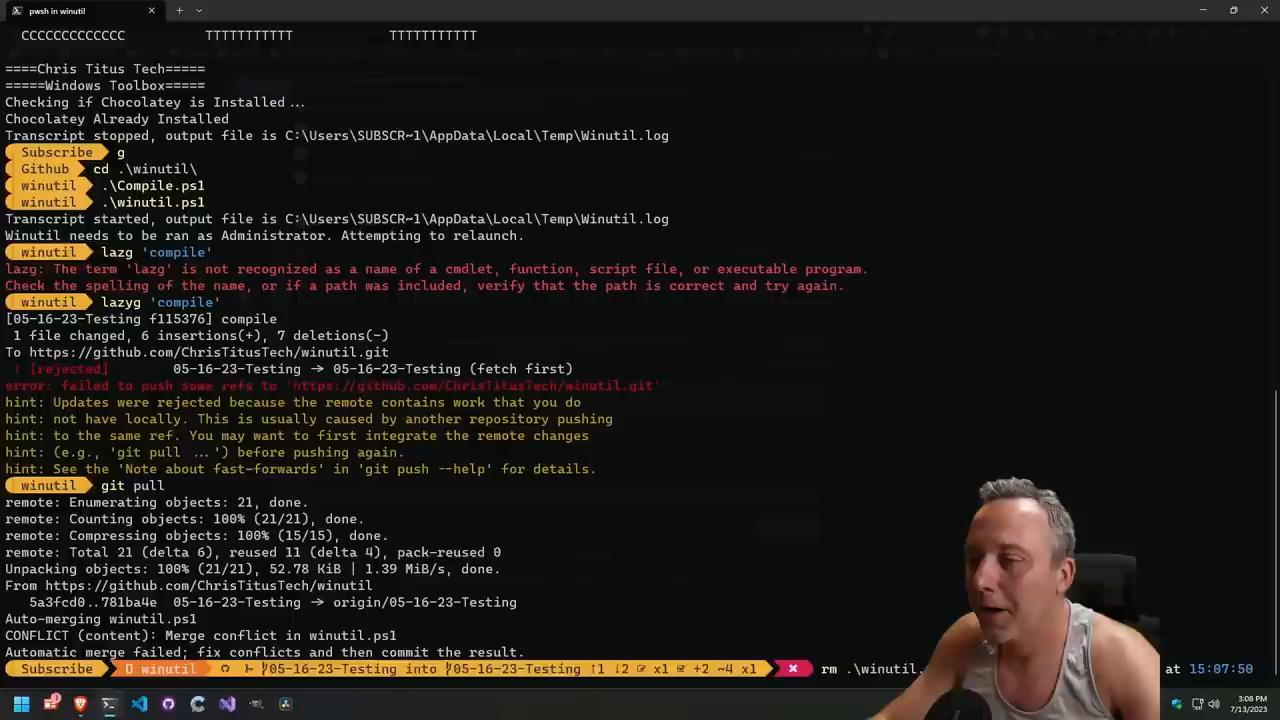 pwsh in winutil
CCCCCCCCCCCCC TTTTTTTTTTT TTTTTTTTTTT
====Chris Titus Tech=====
=====Windows Toolbox=====
Checking if Chocolatey is Installed...
Chocolatey Already Installed
Transcript stopped, output file is C:\Users\SUBSCR~1\AppData\Local\Temp\Winutil.log
Subscribe g
Github cd .\winutil\
winutil .\Compile.ps1
winutil .\winutil.ps1
Transcript started, output file is C:\Users\SUBSCR~1\AppData\Local\Temp\Winutil.log
Winutil needs to be ran as Administrator. Attempting to relaunch.
winutil lazg 'compile'
lazg: The term 'lazg' is not recognized as a name of a cmdlet, function, script file, or executable program.
Check the spelling of the name, or if a path was included, verify that the path is correct and try again.
winutil lazyg 'compile'
[05-16-23-Testing f115376] compile
1 file changed, 6 insertions(+), 7 deletions(-)
To https://github.com/ChrisTitusTech/winutil.git
! [rejected] 05-16-23-Testing -> 05-16-23-Testing (fetch first)
error: failed to push some refs to 'https://github.com/ChrisTitusTech/winutil.git'
hint: Updates were rejected because the remote contains work that you do
hint: not have locally. This is usually caused by another repository pushing
hint: to the same ref. You may want to first integrate the remote changes
hint: (e.g., 'git pull ...') before pushing again.
hint: See the 'Note about fast-forwards' in 'git push --help' for details.
winutil git pull
remote: Enumerating objects: 21, done.
remote: Counting objects: 100% (21/21), done.
remote: Compressing objects: 100% (15/15), done.
remote: Total 21 (delta 6), reused 11 (delta 4), pack-reused 0
Unpacking objects: 100% (21/21), 52.78 KiB | 1.39 MiB/s, done.
From https://github.com/ChrisTitusTech/winutil
5a3fcd0..781ba4e 05-16-23-Testing -> origin/05-16-23-Testing
Auto-merging winutil.ps1
CONFLICT (content): Merge conflict in winutil.ps1
Automatic merge failed; fix conflicts and then commit the result.
Subscribe winutil 05-16-23-Testing into 05-16-23-Testing ↑1 ↓2 x1 +2 ~4 x1 rm .\winutil. at 15:07:50
3:08 PM
7/13/2023